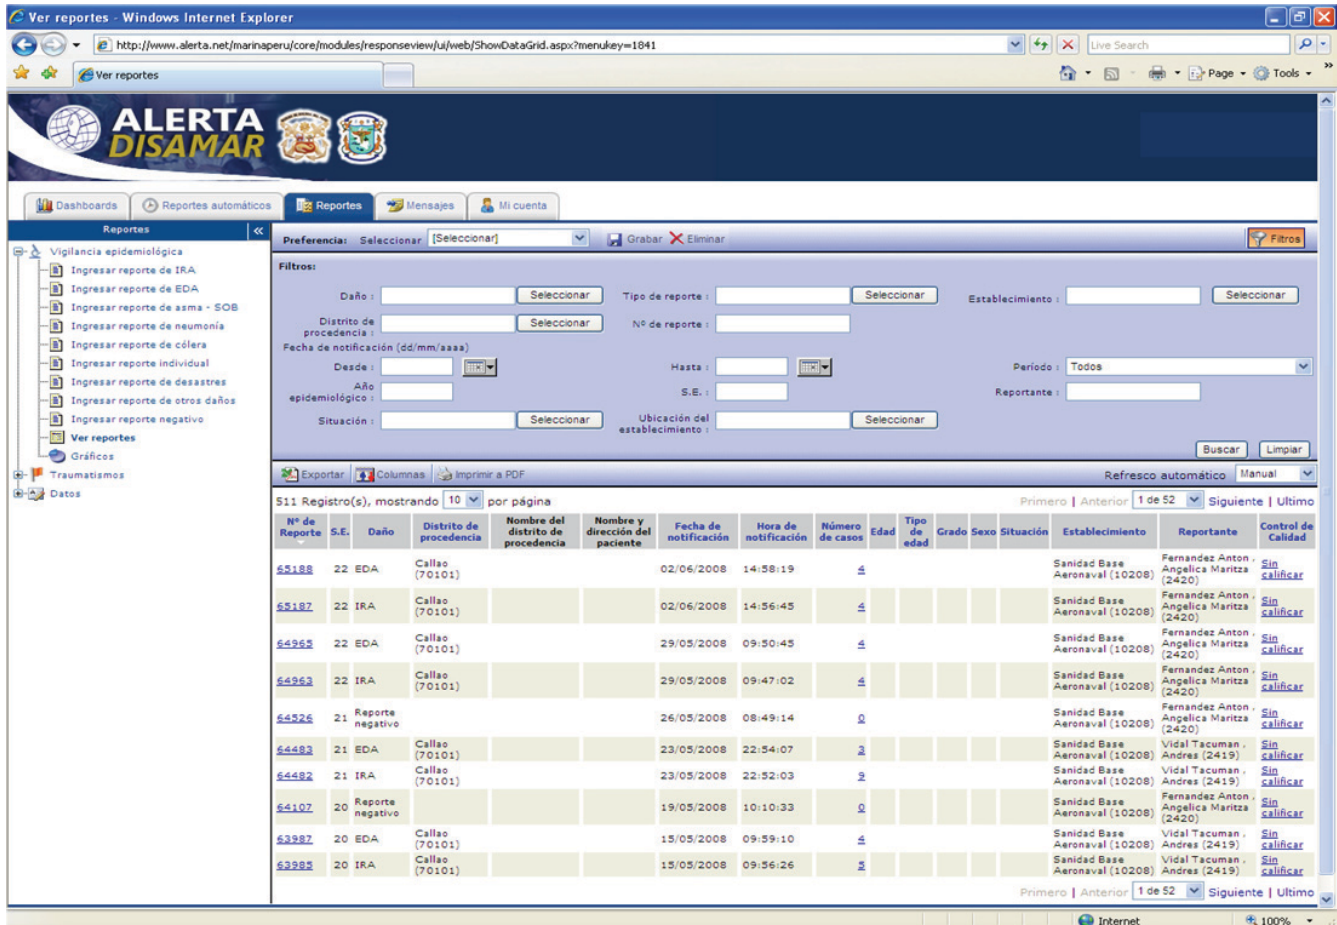 Ver reportes - Windows Internet Explorer
http://www.alerta.net/marinaperu/core/modules/responseview/ui/web/ShowDataGrid.aspx?menukey=1841
Live Search
Ver reportes
Page Tools
ALERTA
DISAMAR
Dashboards Reportes automáticos Reportes Mensajes Mi cuenta
Reportes
Vigilancia epidemiológica
Ingresar reporte de IRA
Ingresar reporte de EDA
Ingresar reporte de asma - SOB
Ingresar reporte de neumonía
Ingresar reporte de cólera
Ingresar reporte individual
Ingresar reporte de desastres
Ingresar reporte de otros daños
Ingresar reporte negativo
Ver reportes
Gráficos
Traumatismos
Datos
Preferencia: Seleccionar [Seleccionar] Grabar Eliminar Filtros
Filtros:
Daño : Seleccionar Tipo de reporte : Seleccionar Establecimiento : Seleccionar
Distrito de
procedencia : Seleccionar Nº de reporte :
Fecha de notificación (dd/mm/aaaa)
Desde : Hasta : Período : Todos
Año
epidemiológico : S.E. : Reportante :
Situación : Seleccionar Ubicación del
establecimiento : Seleccionar
Buscar Limpiar
Exportar Columnas Imprimir a PDF Refresco automático Manual
511 Registro(s), mostrando 10 por página Primero | Anterior 1 de 52 Siguiente | Ultimo
Nº de Reporte S.E. Daño Distrito de procedencia Nombre del distrito de procedencia Nombre y dirección del paciente Fecha de notificación Hora de notificación Número de casos Edad Tipo de edad Grado Sexo Situación Establecimiento Reportante Control de Calidad
65188 22 EDA Callao (70101) 02/06/2008 14:58:19 4 Sanidad Base Aeronaval (10208) Fernandez Anton , Angelica Maritza (2420) Sin calificar
65187 22 IRA Callao (70101) 02/06/2008 14:56:45 4 Sanidad Base Aeronaval (10208) Fernandez Anton , Angelica Maritza (2420) Sin calificar
64965 22 EDA Callao (70101) 29/05/2008 09:50:45 4 Sanidad Base Aeronaval (10208) Fernandez Anton , Angelica Maritza (2420) Sin calificar
64963 22 IRA Callao (70101) 29/05/2008 09:47:02 4 Sanidad Base Aeronaval (10208) Fernandez Anton , Angelica Maritza (2420) Sin calificar
64526 21 Reporte negativo 26/05/2008 08:49:14 0 Sanidad Base Aeronaval (10208) Fernandez Anton , Angelica Maritza (2420) Sin calificar
64483 21 EDA Callao (70101) 23/05/2008 22:54:07 3 Sanidad Base Aeronaval (10208) Vidal Tacuman , Andres (2419) Sin calificar
64482 21 IRA Callao (70101) 23/05/2008 22:52:03 9 Sanidad Base Aeronaval (10208) Vidal Tacuman , Andres (2419) Sin calificar
64107 20 Reporte negativo 19/05/2008 10:10:33 0 Sanidad Base Aeronaval (10208) Fernandez Anton , Angelica Maritza (2420) Sin calificar
63987 20 EDA Callao (70101) 15/05/2008 09:59:10 4 Sanidad Base Aeronaval (10208) Vidal Tacuman , Andres (2419) Sin calificar
63985 20 IRA Callao (70101) 15/05/2008 09:56:26 5 Sanidad Base Aeronaval (10208) Vidal Tacuman , Andres (2419) Sin calificar
Primero | Anterior 1 de 52 Siguiente | Ultimo
Internet 100%